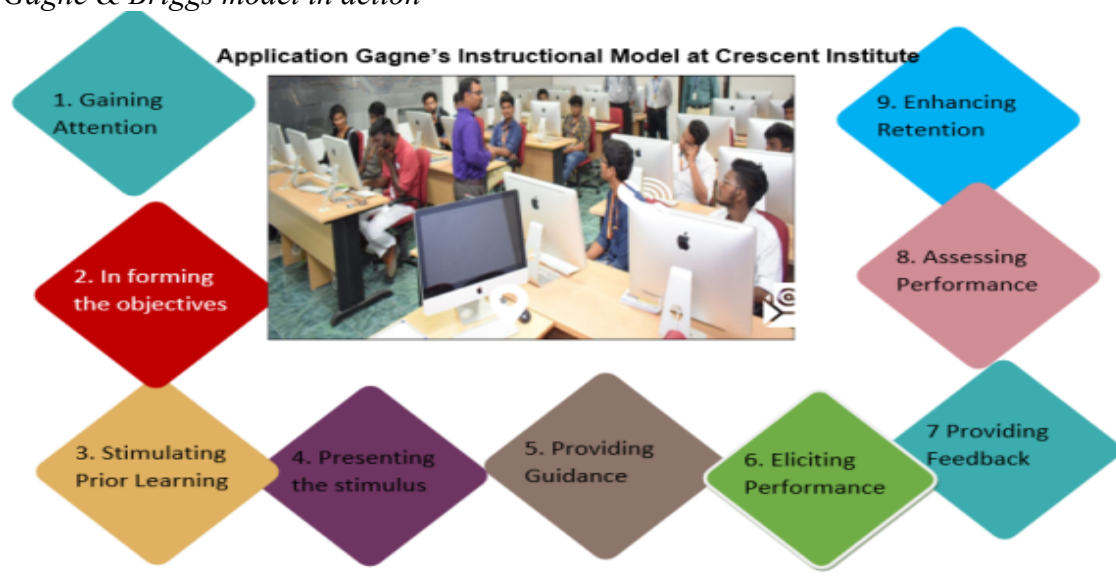 Gagne & Briggs model in action
Application Gagne's Instructional Model at Crescent Institute
1. Gaining
Attention
2. In forming
the objectives
3. Stimulating
Prior Learning
4. Presenting
the stimulus
5. Providing
Guidance
6. Eliciting
Performance
7 Providing
Feedback
8. Assessing
Performance
9. Enhancing
Retention